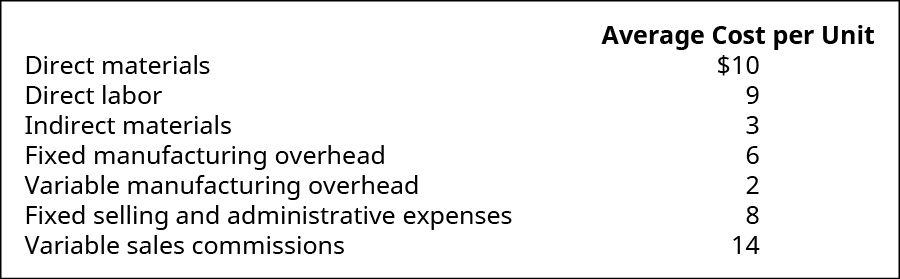 Average Cost per Unit
Direct materials $10
Direct labor 9
Indirect materials 3
Fixed manufacturing overhead 6
Variable manufacturing overhead 2
Fixed selling and administrative expenses 8
Variable sales commissions 14